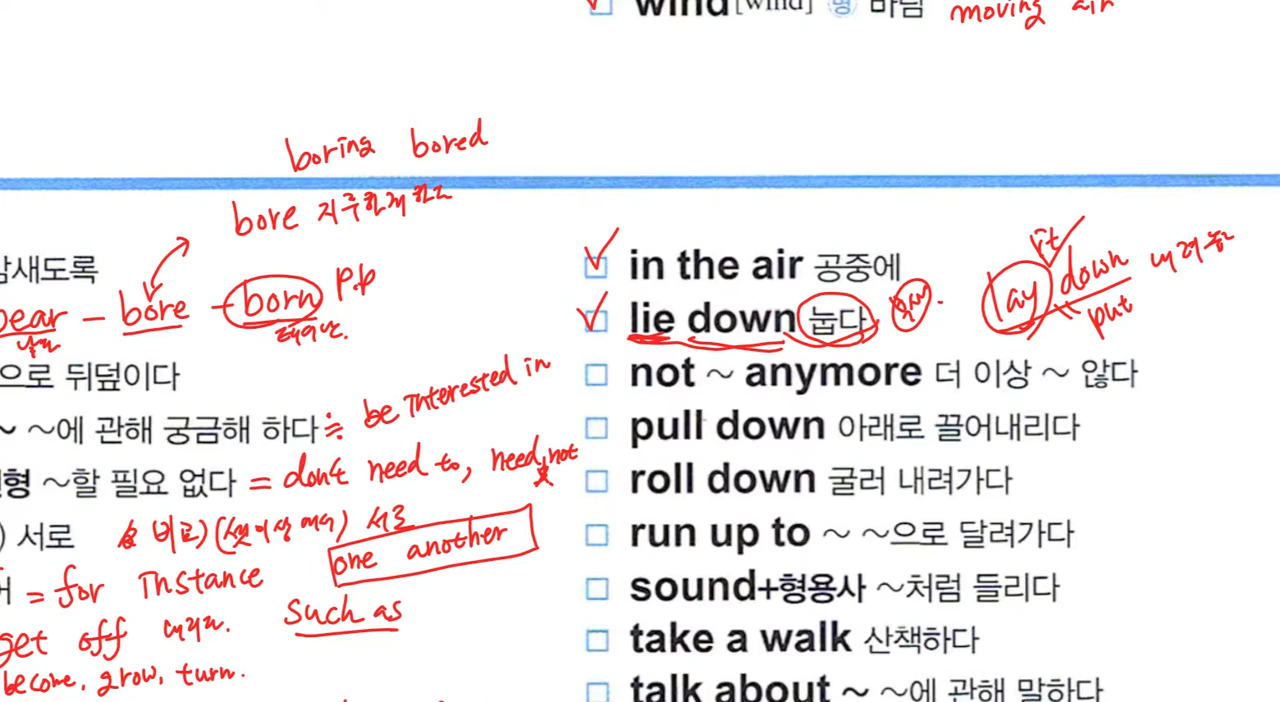 wind [wind] 명 바람 moving air
boring bored
bore 지루하게 하다
밤새도록
bear – bore – born p.p
낳다
태어난
으로 뒤덮이다
~ ~에 관해 궁금해 하다 ≒ be interested in
~할 필요 없다 = don't need to, need not
서로 비교) (셋 이상 에서) 서로
one another
= for instance
such as
get off 내리다.
become, grow, turn.
in the air 공중에
lie down 눕다
lay it down 내려놓
put
not ~ anymore 더 이상 ~ 않다
pull down 아래로 끌어내리다
roll down 굴러 내려가다
run up to ~ ~으로 달려가다
sound+형용사 ~처럼 들리다
take a walk 산책하다
talk about ~ ~에 관해 말하다